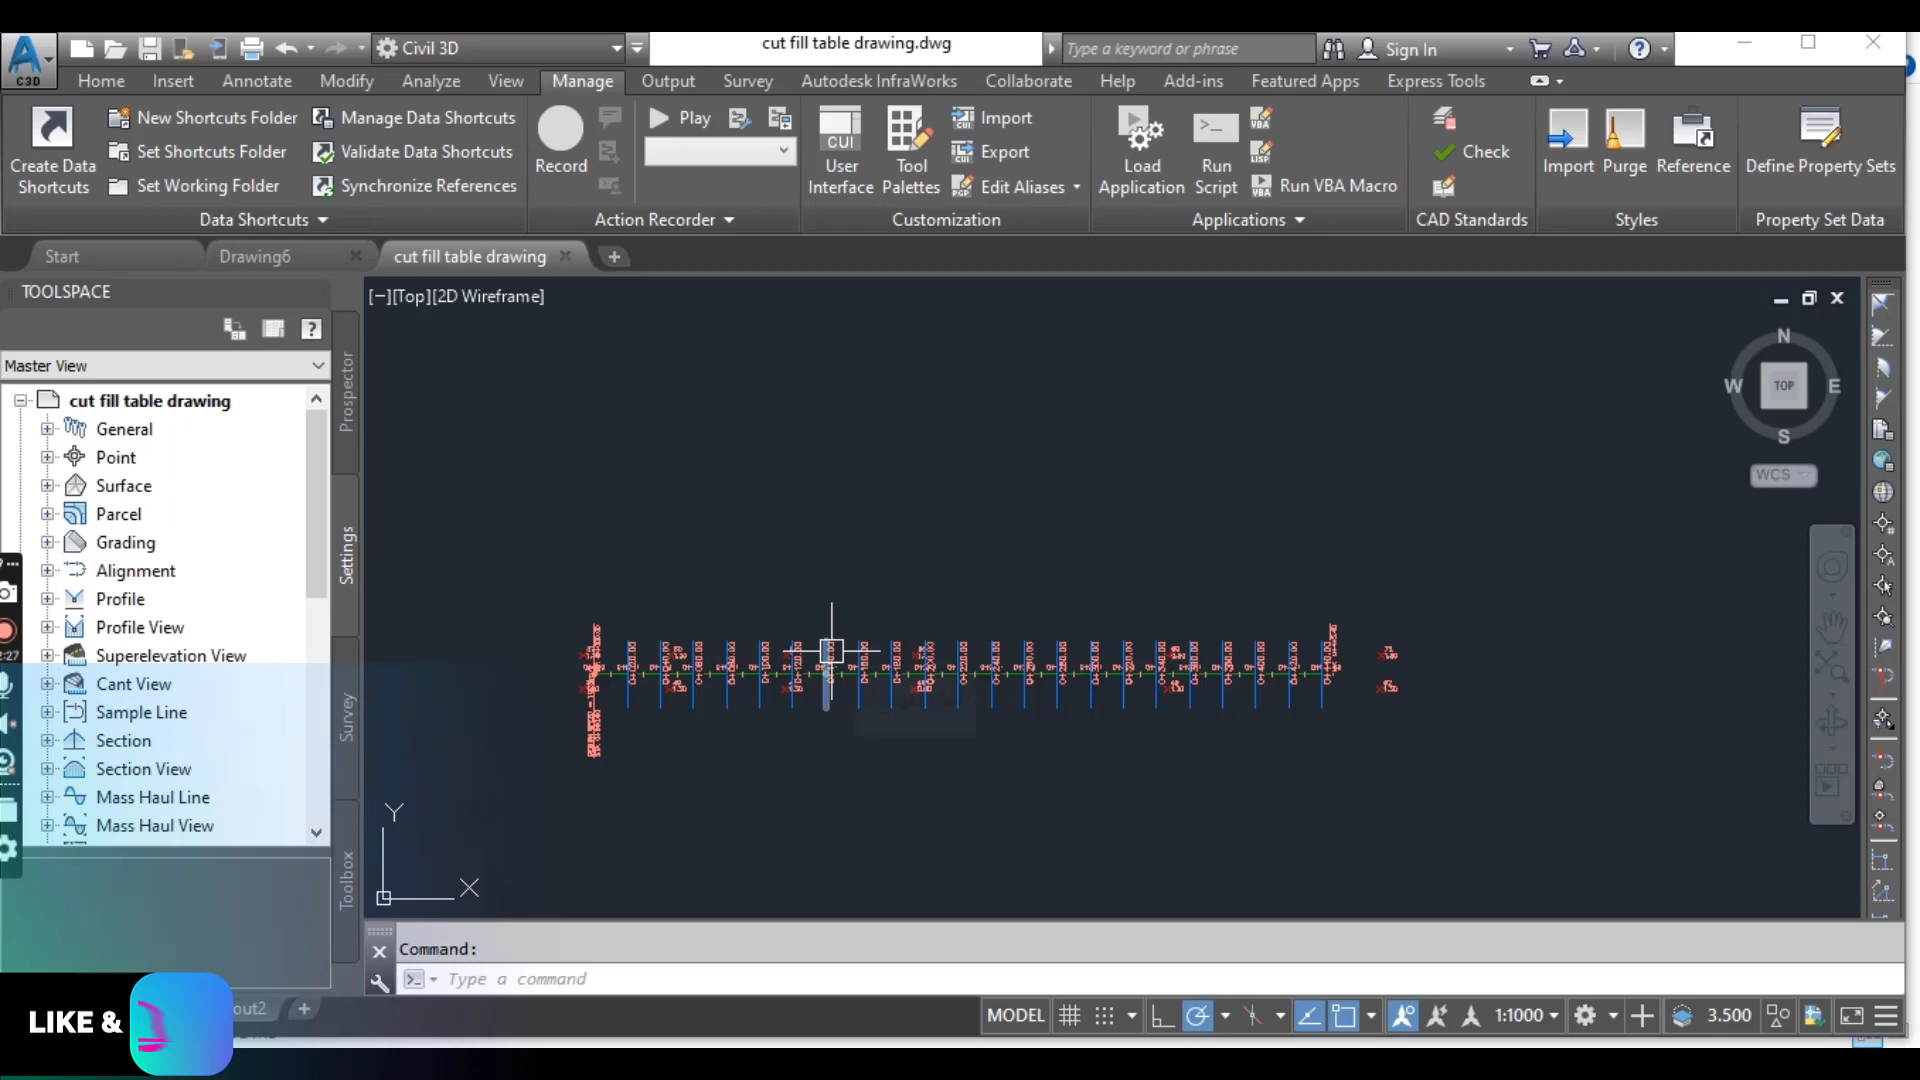 C3D
Civil 3D
cut fill table drawing.dwg
Type a keyword or phrase
Sign In
Home Insert Annotate Modify Analyze View Manage Output Survey Autodesk InfraWorks Collaborate Help Add-ins Featured Apps Express Tools
Create Data Shortcuts
New Shortcuts Folder
Set Shortcuts Folder
Set Working Folder
Manage Data Shortcuts
Validate Data Shortcuts
Synchronize References
Data Shortcuts
Record
Play
Action Recorder
CUI
User Interface
Tool Palettes
Import
Export
Edit Aliases
Customization
Load Application
Run Script
Run VBA Macro
Applications
Check
CAD Standards
Import
Purge
Reference
Styles
Define Property Sets
Property Set Data
Start
Drawing6
cut fill table drawing
TOOLSPACE
Master View
cut fill table drawing
General
Point
Surface
Parcel
Grading
Alignment
Profile
Profile View
Superelevation View
Cant View
Sample Line
Section
Section View
Mass Haul Line
Mass Haul View
Prospector
Settings
Survey
Toolbox
[−][Top][2D Wireframe]
N
W
TOP
E
S
WCS
Y
X
Command:
Type a command
LIKE &
out2
MODEL
1:1000
3.500